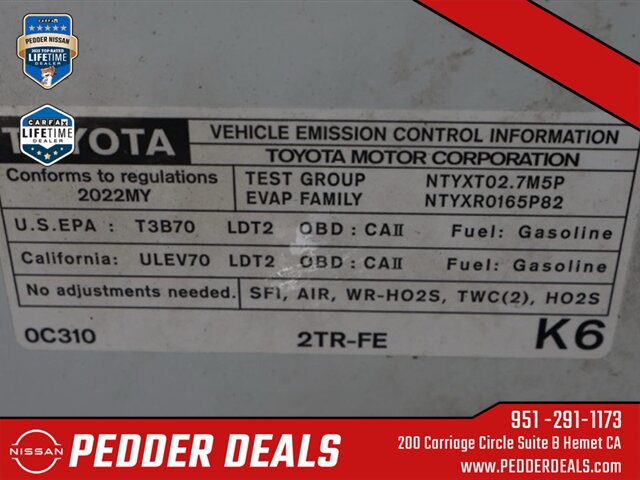 CARFAX
PEDDER NISSAN
2023 TOP-RATED
LIFETIME
DEALER
CARFAX
LIFETIME
DEALER
TOYOTA
VEHICLE EMISSION CONTROL INFORMATION
TOYOTA MOTOR CORPORATION
Conforms to regulations
2022MY
TEST GROUP NTYXT02.7M5P
EVAP FAMILY NTYXR0165P82
U.S.EPA : T3B70 LDT2 OBD : CAII Fuel: Gasoline
California: ULEV70 LDT2 OBD : CAII Fuel: Gasoline
No adjustments needed.
SFI, AIR, WR-HO2S, TWC(2), HO2S
0C310 2TR-FE K6
NISSAN
PEDDER DEALS
951 -291-1173
200 Carriage Circle Suite B Hemet CA
www.PEDDERDEALS.com